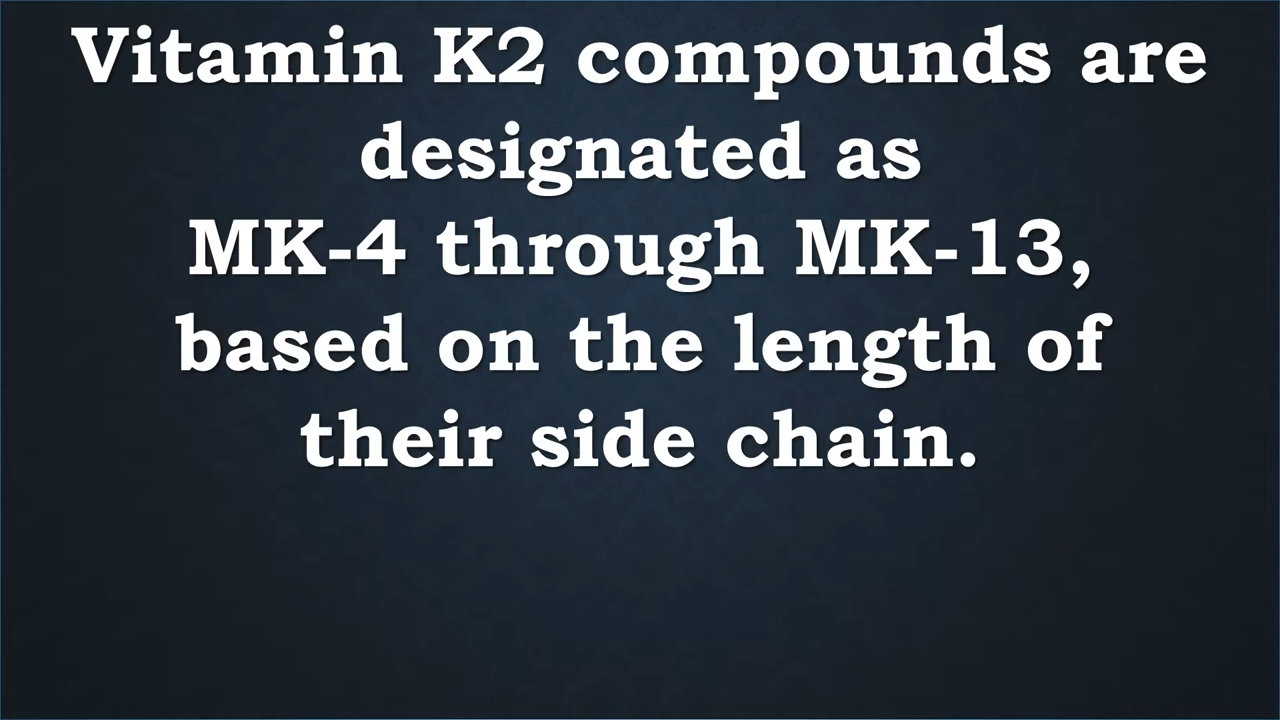 Vitamin K2 compounds are
designated as
MK-4 through MK-13,
based on the length of
their side chain.